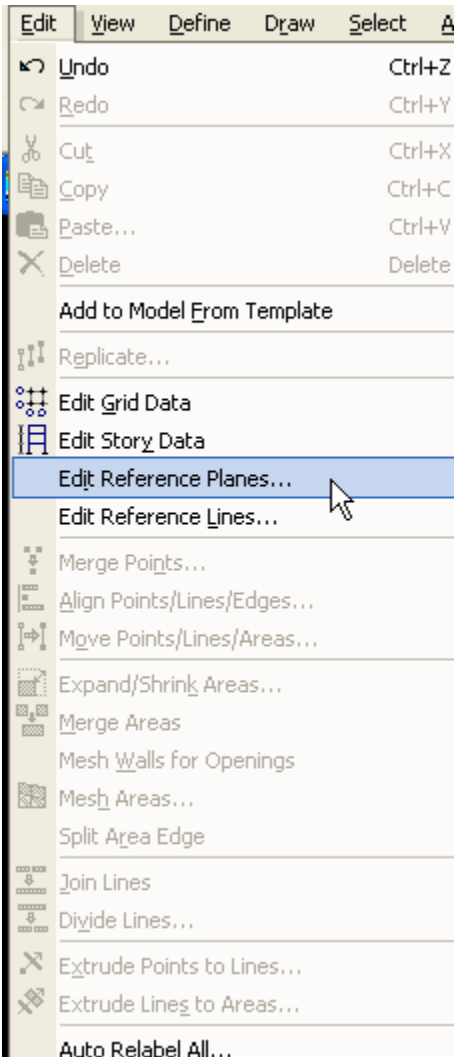 Edit View Define Draw Select A
Undo Ctrl+Z
Redo Ctrl+Y
Cut Ctrl+X
Copy Ctrl+C
Paste... Ctrl+V
Delete Delete
Add to Model From Template
Replicate...
Edit Grid Data
Edit Story Data
Edit Reference Planes...
Edit Reference Lines...
Merge Points...
Align Points/Lines/Edges...
Move Points/Lines/Areas...
Expand/Shrink Areas...
Merge Areas
Mesh Walls for Openings
Mesh Areas...
Split Area Edge
Join Lines
Divide Lines...
Extrude Points to Lines...
Extrude Lines to Areas...
Auto Relabel All...